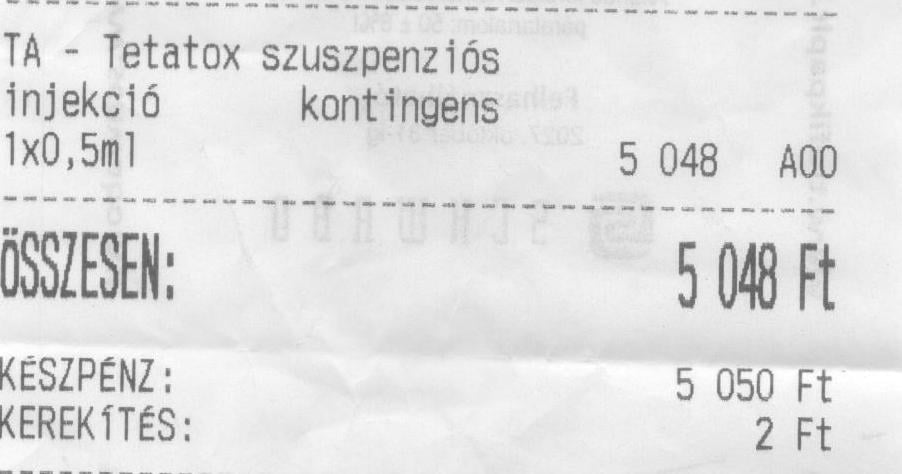 TA - Tetatox szuszpenziós
injekció kontingens
1x0,5ml 5 048 A00
ÖSSZESEN: 5 048 Ft
KÉSZPÉNZ: 5 050 Ft
KEREKÍTÉS: 2 Ft